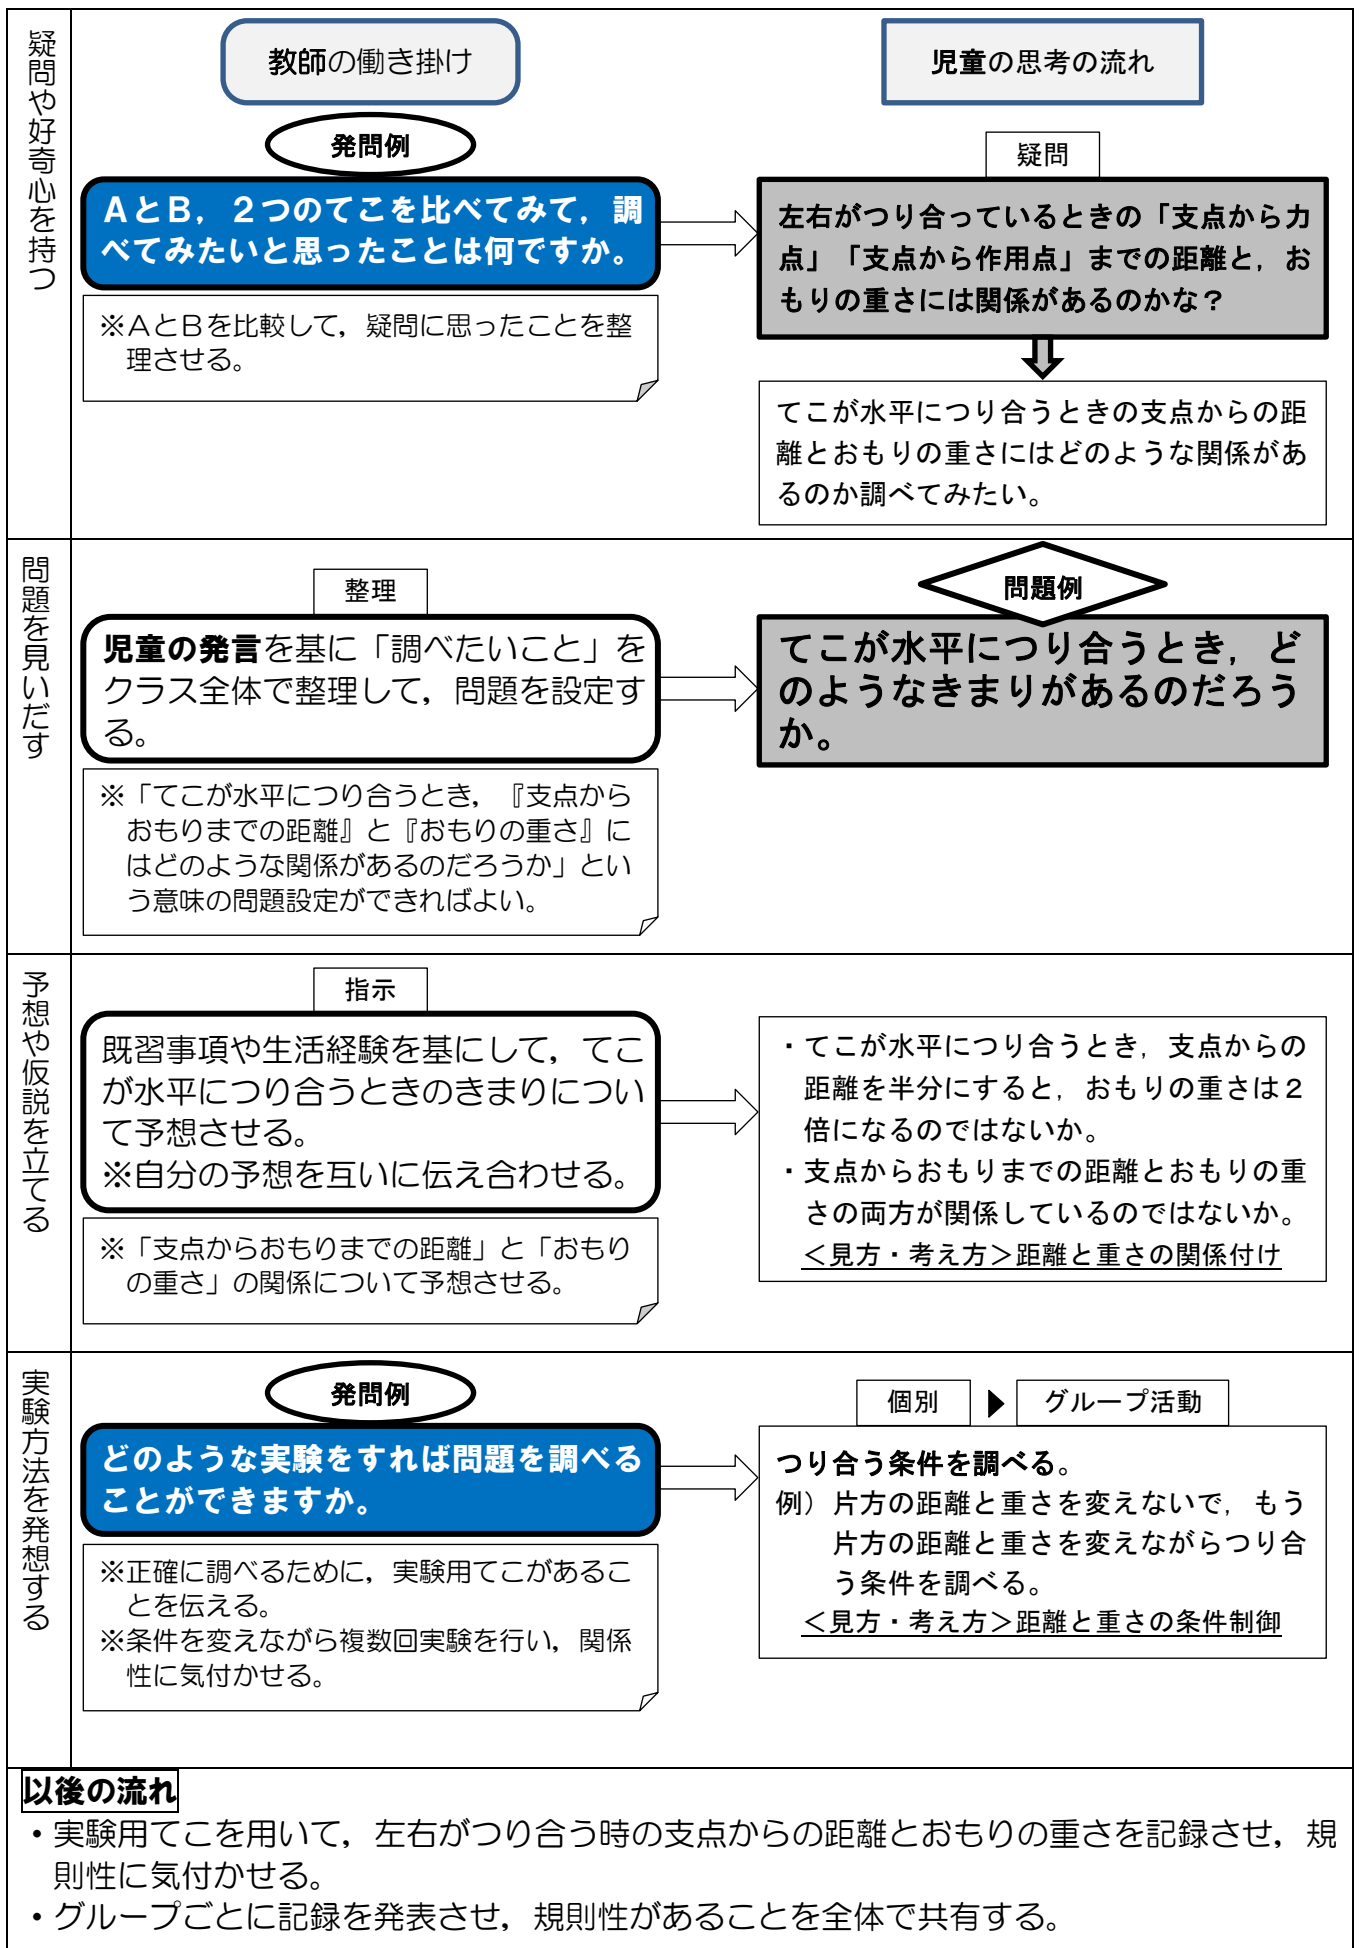 疑問や好奇心を持つ
教師の働き掛け
児童の思考の流れ
発問例
ＡとＢ，２つのてこを比べてみて，調
べてみたいと思ったことは何ですか。
※ＡとＢを比較して，疑問に思ったことを整
理させる。
疑問
左右がつり合っているときの「支点から力
点」「支点から作用点」までの距離と，お
もりの重さには関係があるのかな？
てこが水平につり合うときの支点からの距
離とおもりの重さにはどのような関係があ
るのか調べてみたい。
問題を見いだす
整理
児童の発言を基に「調べたいこと」を
クラス全体で整理して，問題を設定す
る。
※「てこが水平につり合うとき，『支点から
おもりまでの距離』と『おもりの重さ』に
はどのような関係があるのだろうか」とい
う意味の問題設定ができればよい。
問題例
てこが水平につり合うとき，ど
のようなきまりがあるのだろう
か。
予想や仮説を立てる
指示
既習事項や生活経験を基にして，てこ
が水平につり合うときのきまりについ
て予想させる。
※自分の予想を互いに伝え合わせる。
※「支点からおもりまでの距離」と「おもり
の重さ」の関係について予想させる。
・てこが水平につり合うとき，支点からの
距離を半分にすると，おもりの重さは２
倍になるのではないか。
・支点からおもりまでの距離とおもりの重
さの両方が関係しているのではないか。
＜見方・考え方＞距離と重さの関係付け
実験方法を発想する
発問例
どのような実験をすれば問題を調べる
ことができますか。
※正確に調べるために，実験用てこがあるこ
とを伝える。
※条件を変えながら複数回実験を行い，関係
性に気付かせる。
個別
グループ活動
つり合う条件を調べる。
例）片方の距離と重さを変えないで，もう
片方の距離と重さを変えながらつり合
う条件を調べる。
＜見方・考え方＞距離と重さの条件制御
以後の流れ
・実験用てこを用いて，左右がつり合う時の支点からの距離とおもりの重さを記録させ，規
則性に気付かせる。
・グループごとに記録を発表させ，規則性があることを全体で共有する。